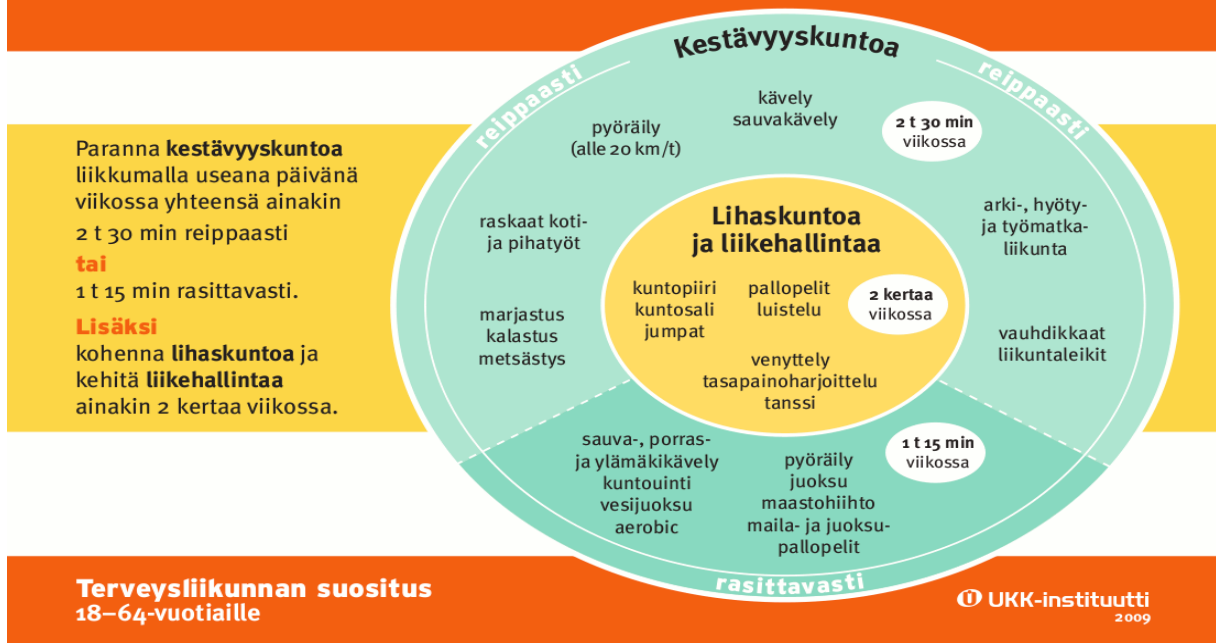 Paranna kestävyyskuntoa
liikkumalla useana päivänä
viikossa yhteensä ainakin
2 t 30 min reippaasti
tai
1 t 15 min rasittavasti.
Lisäksi
kohenna lihaskuntoa ja
kehitä liikehallintaa
ainakin 2 kertaa viikossa.
Kestävyyskuntoa
reippaasti
reippaasti
kävely
sauvakävely
2 t 30 min
viikossa
pyöräily
(alle 20 km/t)
raskaat koti-
ja pihatyöt
marjastus
kalastus
metsästys
arki-, hyöty-
ja työmatka-
liikunta
vauhdikkaat
liikuntaleikit
Lihaskuntoa
ja liikehallintaa
kuntopiiri
kuntosali
jumpat
pallopelit
luistelu
2 kertaa
viikossa
venyttely
tasapainoharjoittelu
tanssi
sauva-, porras-
ja ylämäkikävely
kuntouinti
vesijuoksu
aerobic
pyöräily
juoksu
maastohiihto
maila- ja juoksu-
pallopelit
1 t 15 min
viikossa
rasittavasti
Terveysliikunnan suositus
18–64-vuotiaille
UKK-instituutti
2009